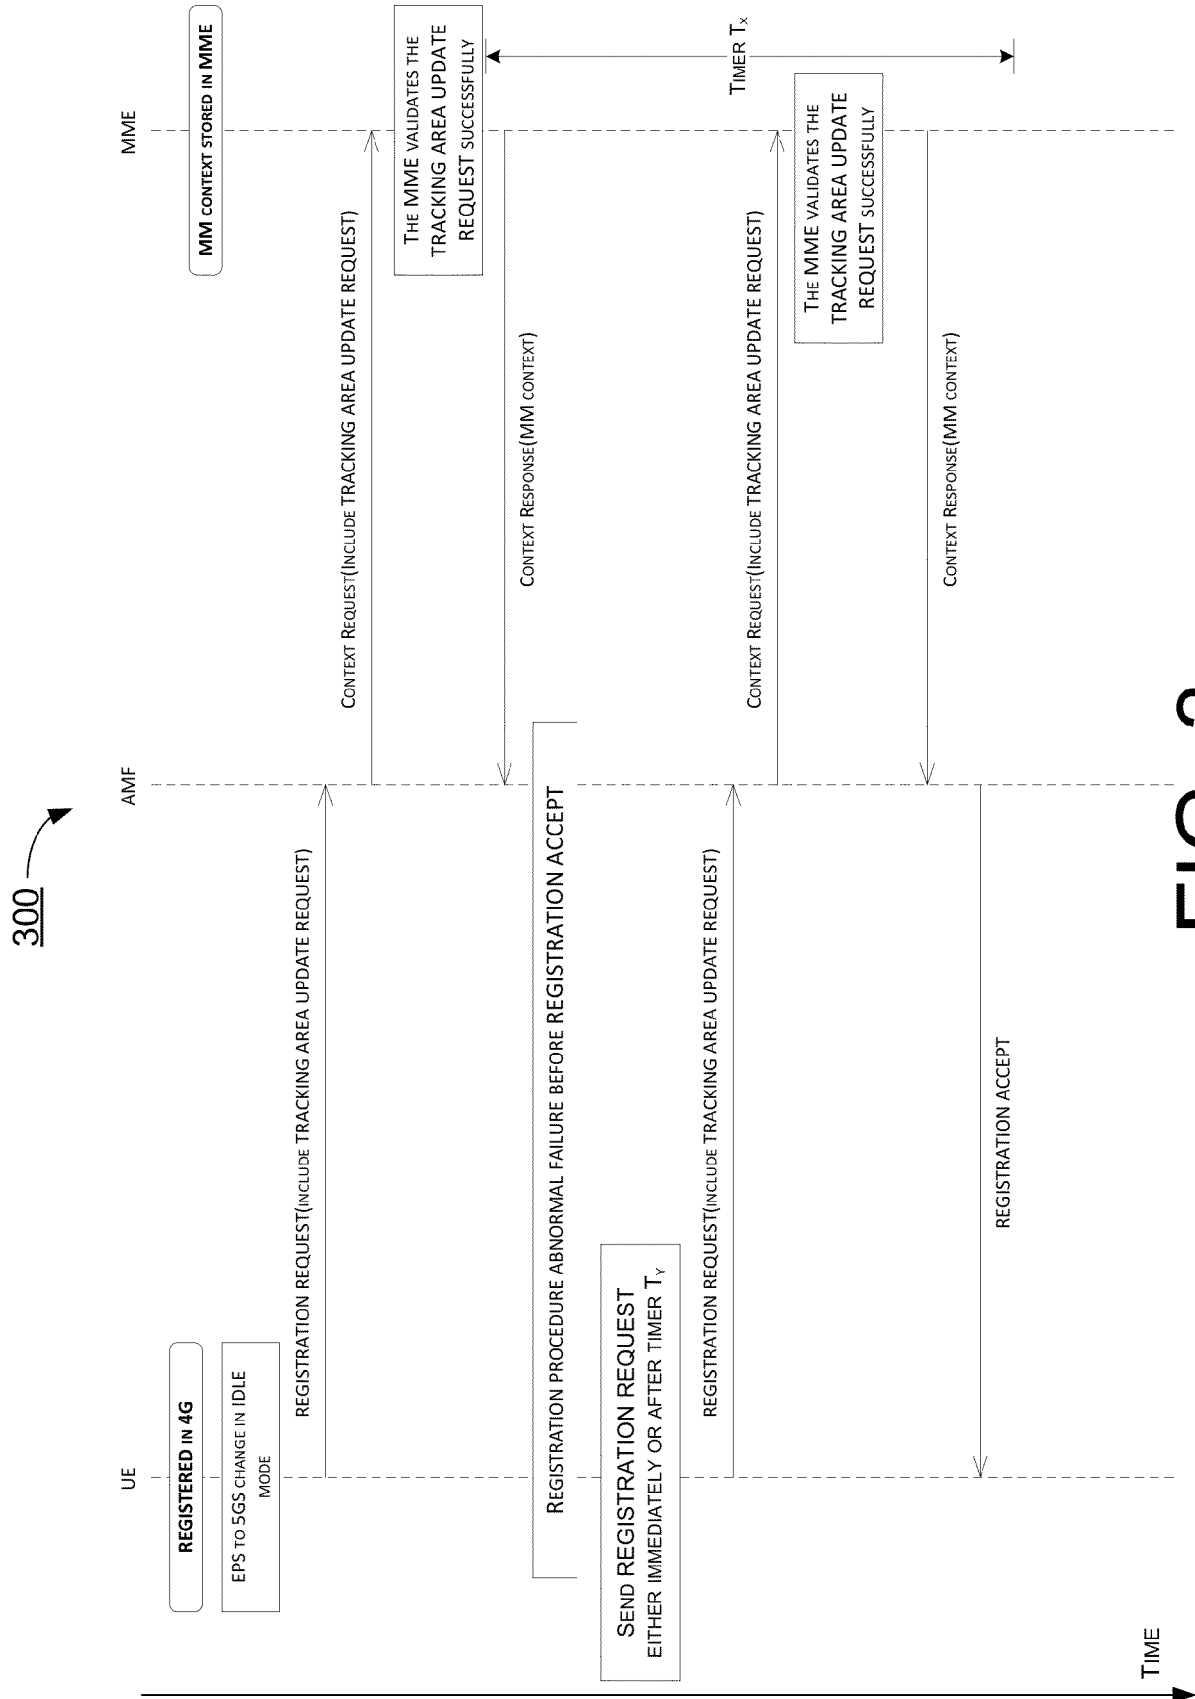 300
UE
AMF
MME
REGISTERED IN 4G
MM CONTEXT STORED IN MME
EPS TO 5GS CHANGE IN IDLE
MODE
REGISTRATION REQUEST(INCLUDE TRACKING AREA UPDATE REQUEST)
CONTEXT REQUEST(INCLUDE TRACKING AREA UPDATE REQUEST)
THE MME VALIDATES THE
TRACKING AREA UPDATE
REQUEST SUCCESSFULLY
CONTEXT RESPONSE(MM CONTEXT)
REGISTRATION PROCEDURE ABNORMAL FAILURE BEFORE REGISTRATION ACCEPT
SEND REGISTRATION REQUEST
EITHER IMMEDIATELY OR AFTER TIMER TY
TIMER TX
REGISTRATION REQUEST(INCLUDE TRACKING AREA UPDATE REQUEST)
CONTEXT REQUEST(INCLUDE TRACKING AREA UPDATE REQUEST)
THE MME VALIDATES THE
TRACKING AREA UPDATE
REQUEST SUCCESSFULLY
CONTEXT RESPONSE(MM CONTEXT)
REGISTRATION ACCEPT
TIME